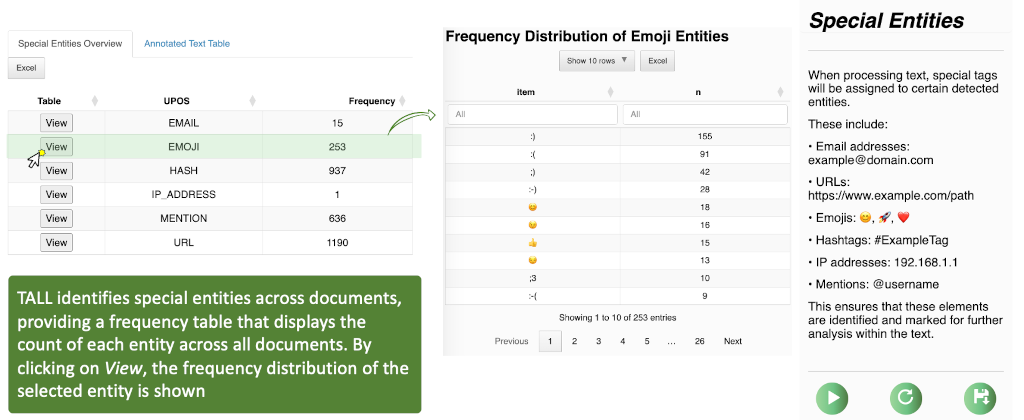 Special Entities Overview
Annotated Text Table
Excel
Table UPOS Frequency
View EMAIL 15
View EMOJI 253
View HASH 937
View IP_ADDRESS 1
View MENTION 636
View URL 1190
TALL identifies special entities across documents,
providing a frequency table that displays the
count of each entity across all documents. By
clicking on View, the frequency distribution of the
selected entity is shown
Frequency Distribution of Emoji Entities
Show 10 rows
Excel
item n
All All
:) 155
:( 91
;) 42
:-) 28
😊 18
😉 16
👍 15
😏 13
;3 10
:-( 9
Showing 1 to 10 of 253 entries
Previous 1 2 3 4 5 ... 26 Next
Special Entities
When processing text, special tags
will be assigned to certain detected
entities.
These include:
• Email addresses:
example@domain.com
• URLs:
https://www.example.com/path
• Emojis: 😊, 🚀, ❤️
• Hashtags: #ExampleTag
• IP addresses: 192.168.1.1
• Mentions: @username
This ensures that these elements
are identified and marked for further
analysis within the text.